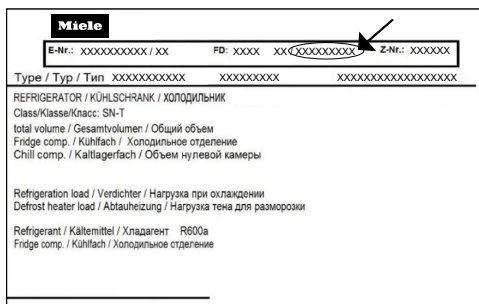 Miele
E-Nr.: XXXXXXXXXX / XX FD: XXXX XX XXXXXXXXX Z-Nr.: XXXXXX
Type / Typ / Тип XXXXXXXXXXX XXXXXXXXX XXXXXXXXXXXXXXXXXX
REFRIGERATOR / KÜHLSCHRANK / ХОЛОДИЛЬНИК
Class/Klasse/Класс: SN-T
total volume / Gesamtvolumen / Общий объем
Fridge comp. / Kühlfach / Холодильное отделение
Chill comp. / Kaltlagerfach / Объем нулевой камеры
Refrigeration load / Verdichter / Нагрузка при охлаждении
Defrost heater load / Abtauheizung / Нагрузка тена для разморозки
Refrigerant / Kältemittel / Хладагент R600a
Fridge comp. / Kühlfach / Холодильное отделение